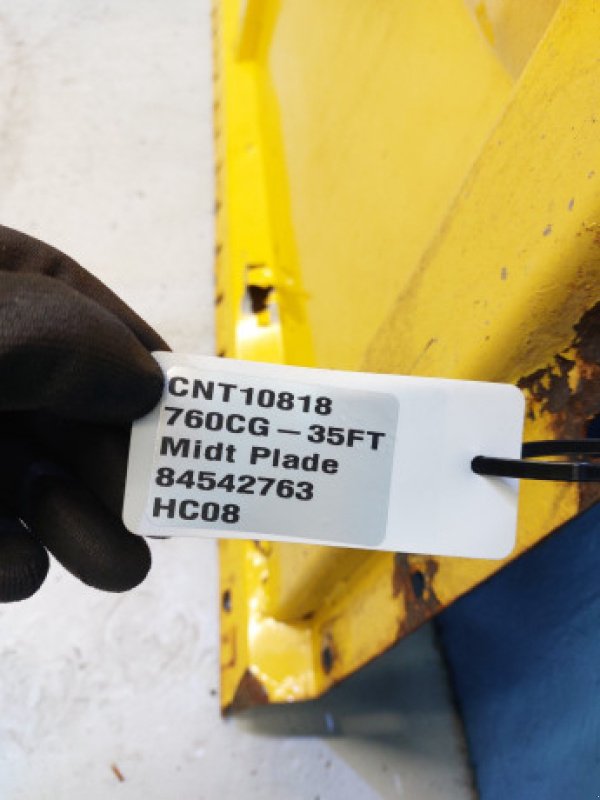 CNT10818
760CG – 35FT
Midt Plade
84542763
HC08